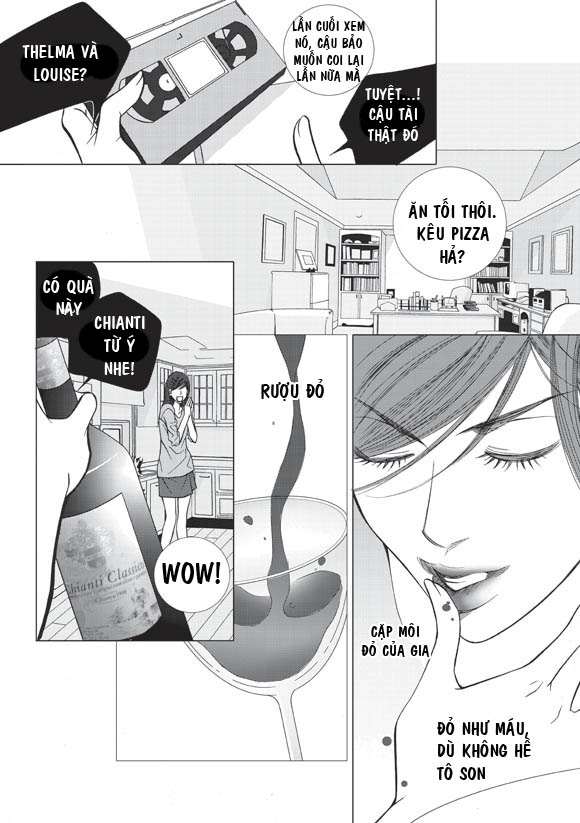 THELMA VÀ
LOUISE?
LẦN CUỐI XEM
NÓ, CẬU BẢO
MUỐN COI LẠI
LẦN NỮA MÀ
TUYỆT...!
CẬU TÀI
THẬT ĐÓ
ĂN TỐI THÔI.
KÊU PIZZA
HẢ?
CÓ QUÀ
NÀY
CHIANTI
TỪ Ý
NHE!
Chianti Classico
WOW!
RƯỢU ĐỎ
CẶP MÔI
ĐỎ CỦA GIA
ĐỎ NHƯ MÁU,
DÙ KHÔNG HỀ
TÔ SON